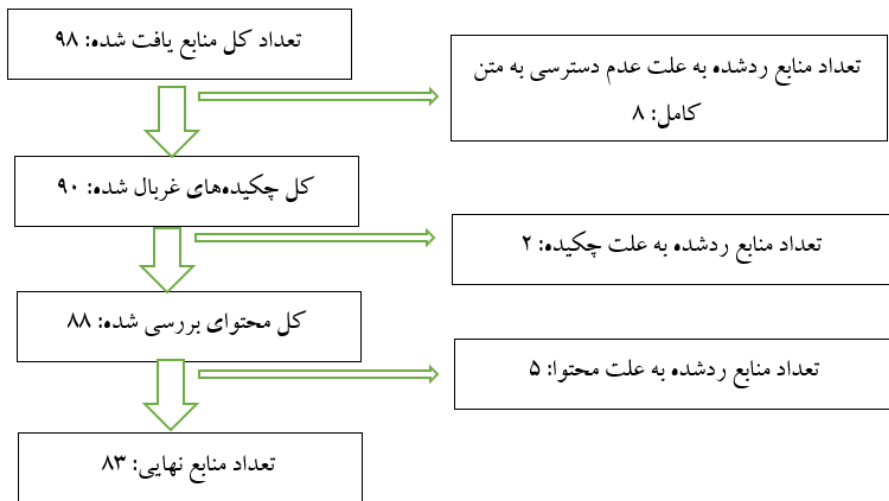 تعداد کل منابع یافت شده: ۹۸
تعداد منابع ردشده به علت عدم دسترسی به متن
کامل: ۸
کل چکیده‌های غربال شده: ۹۰
تعداد منابع ردشده به علت چکیده: ۲
کل محتوای بررسی شده: ۸۸
تعداد منابع ردشده به علت محتوا: ۵
تعداد منابع نهایی: ۸۳